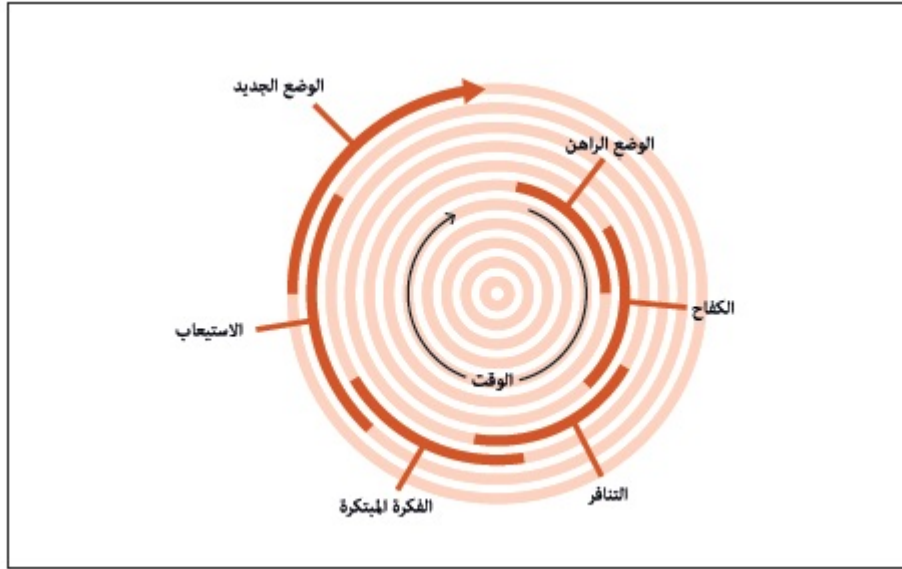 الوضع الجديد
الوضع الراهن
الكفاح
الاستيعاب
الوقت
التنافر
الفكرة المبتكرة